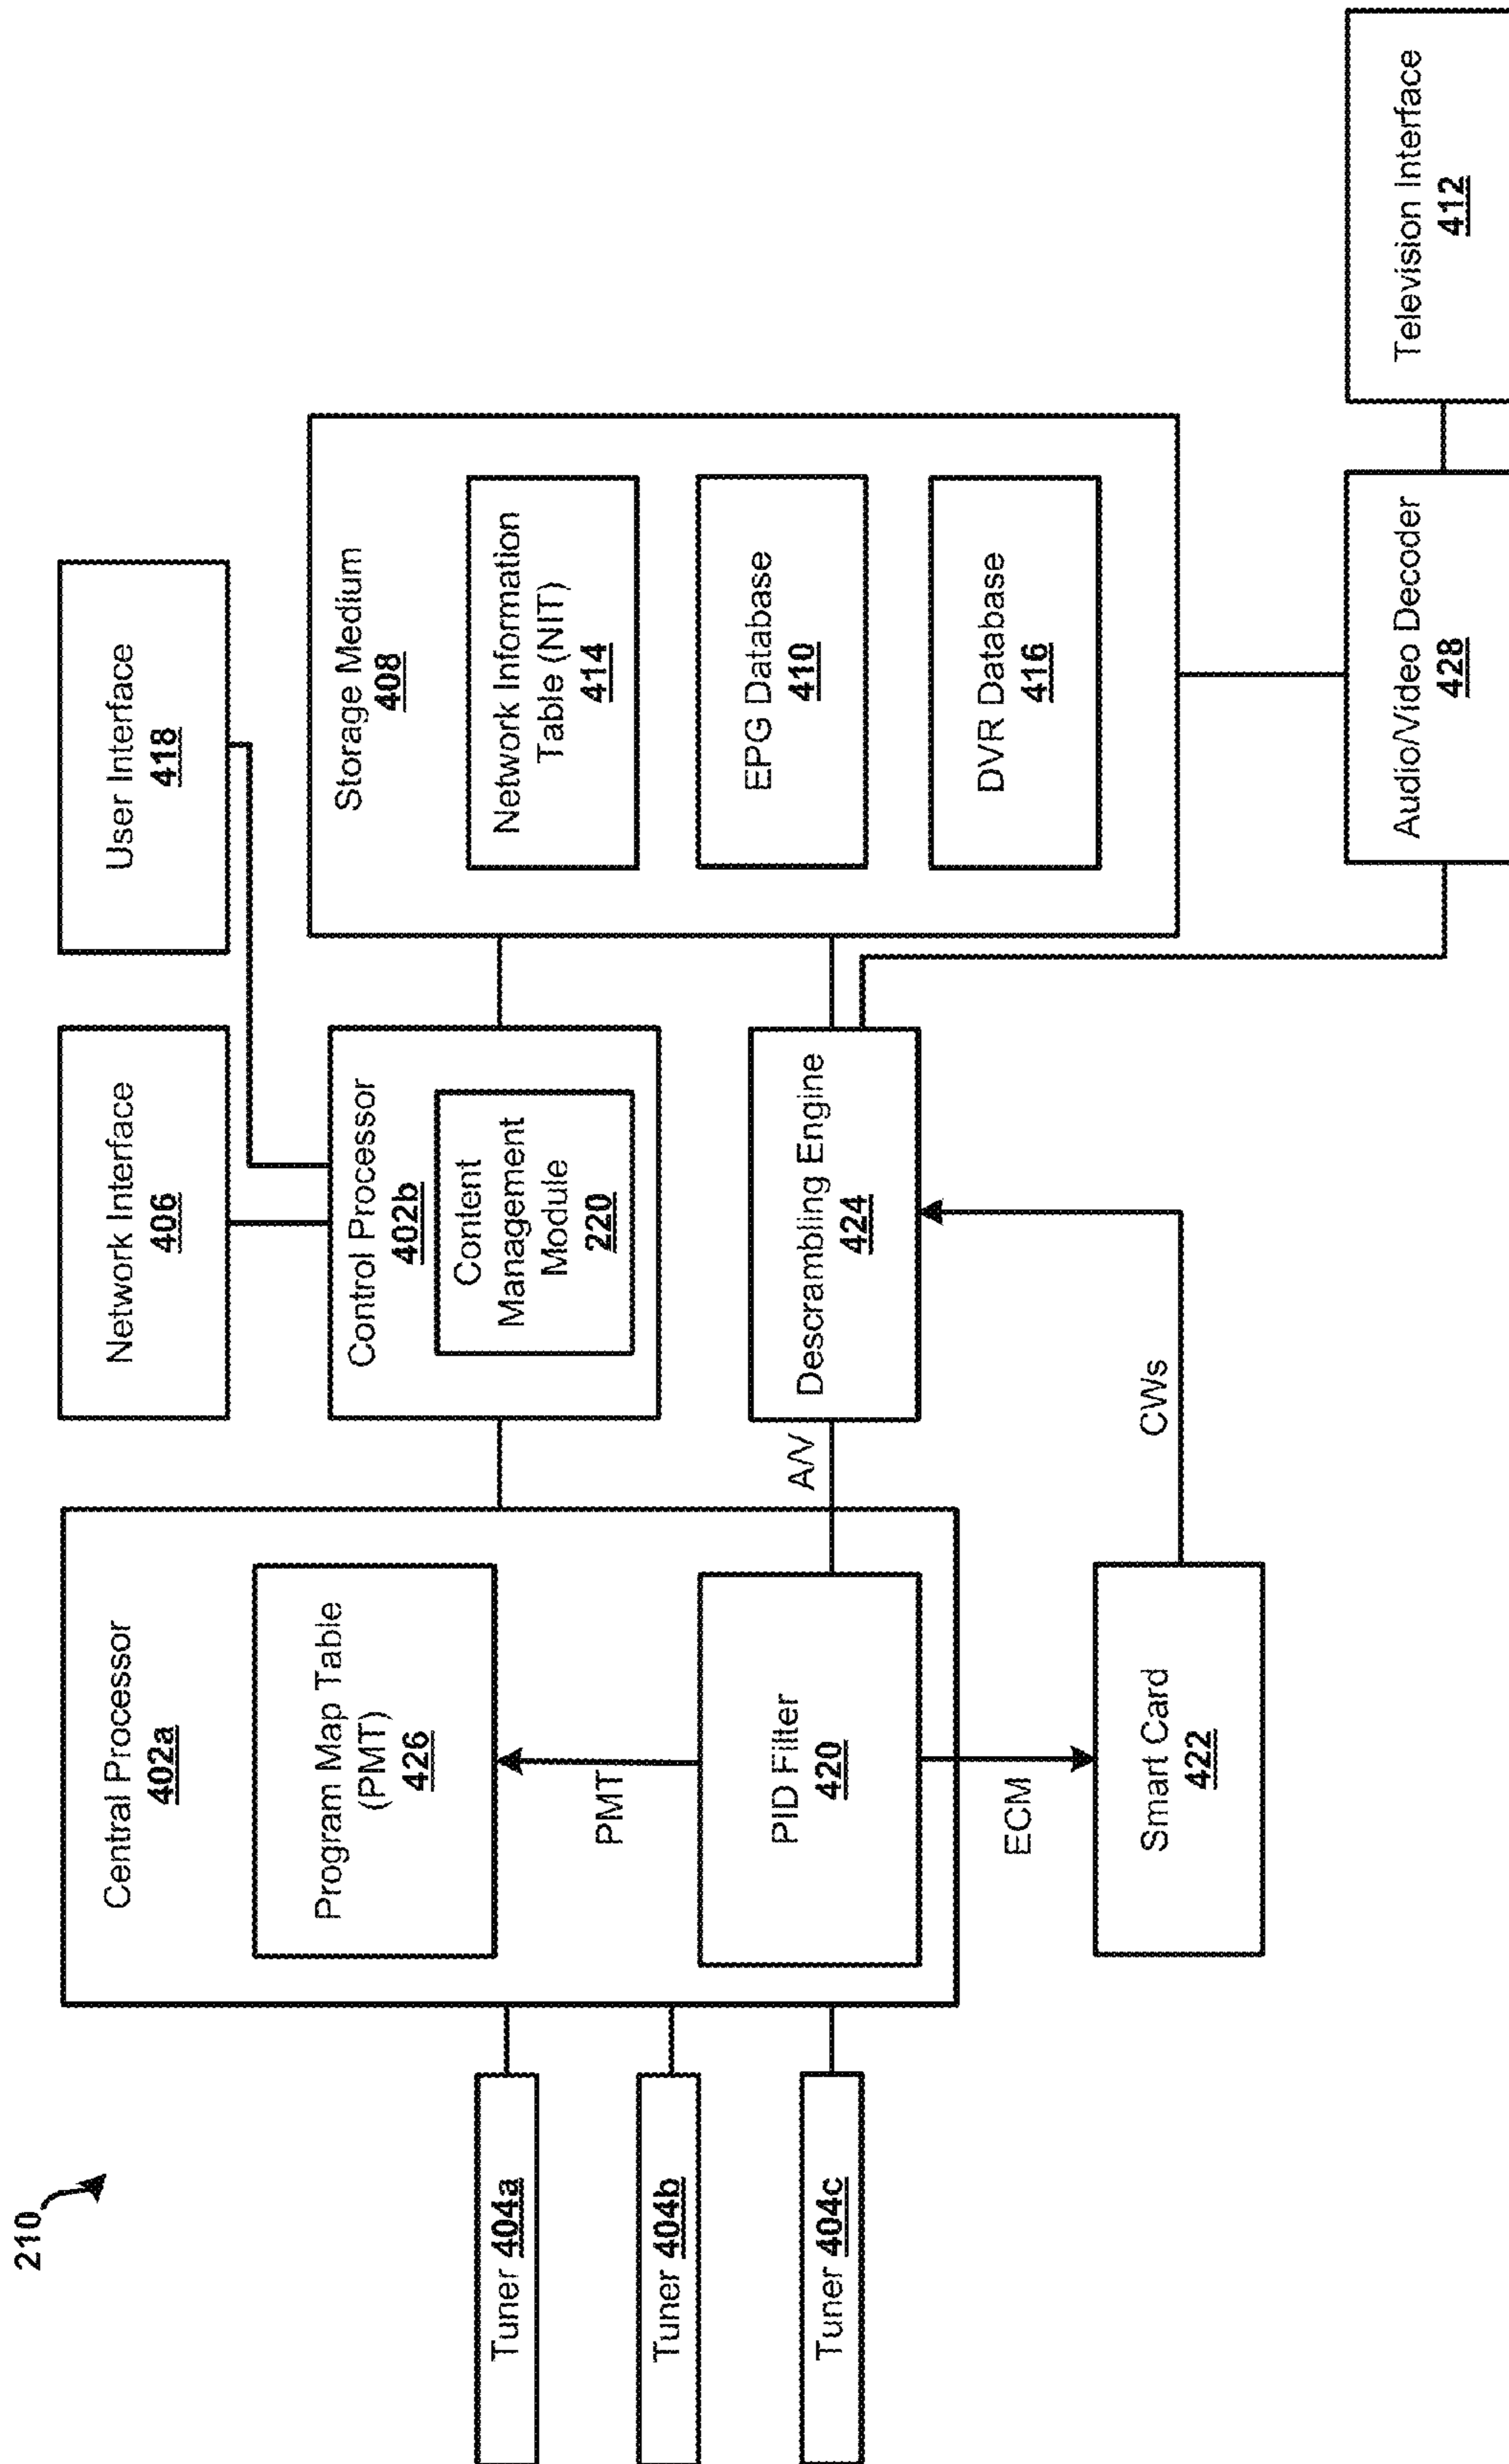 210
Tuner 404a
Tuner 404b
Tuner 404c
Central Processor
402a
Program Map Table
(PMT)
426
PMT
PID Filter
420
ECM
Smart Card
422
A/V
CWs
Network Interface
406
Control Processor
402b
Content
Management
Module
220
Descrambling Engine
424
User Interface
418
Storage Medium
408
Network Information
Table (NIT)
414
EPG Database
410
DVR Database
416
Audio/Video Decoder
428
Television Interface
412